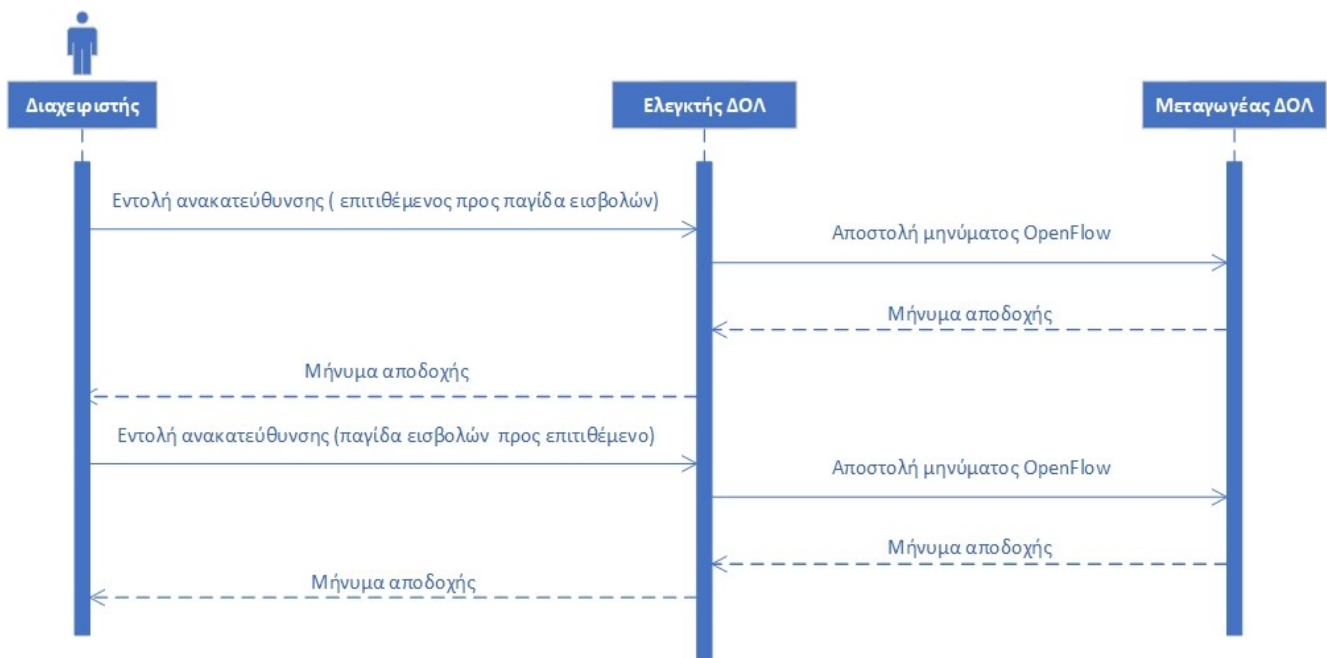 Διαχειριστής
Ελεγκτής ΔΟΛ
Μεταγωγέας ΔΟΛ
Εντολή ανακατεύθυνσης ( επιτιθέμενος προς παγίδα εισβολών)
Αποστολή μηνύματος OpenFlow
Μήνυμα αποδοχής
Μήνυμα αποδοχής
Εντολή ανακατεύθυνσης (παγίδα εισβολών προς επιτιθέμενο)
Αποστολή μηνύματος OpenFlow
Μήνυμα αποδοχής
Μήνυμα αποδοχής